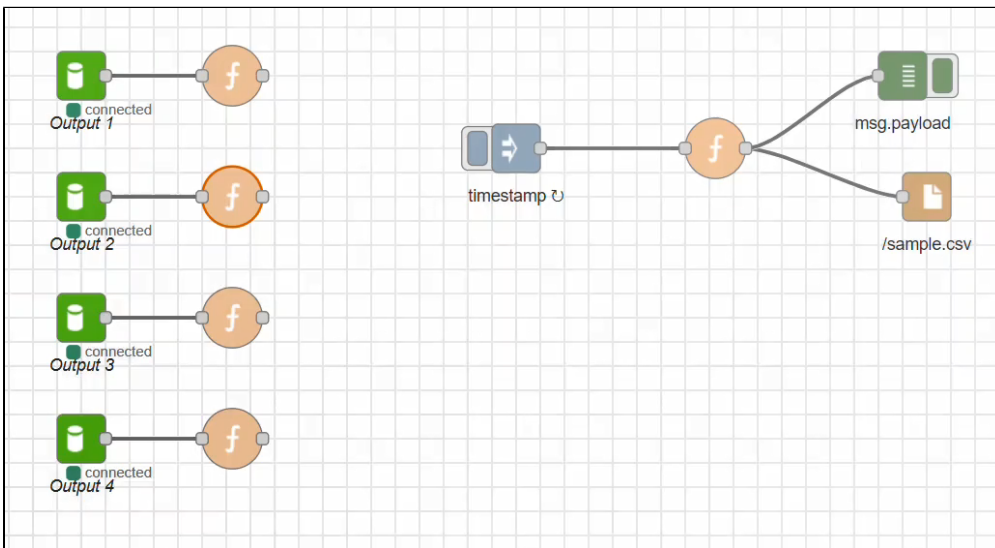 connected
Output 1
connected
Output 2
connected
Output 3
connected
Output 4
timestamp ↻
msg.payload
/sample.csv